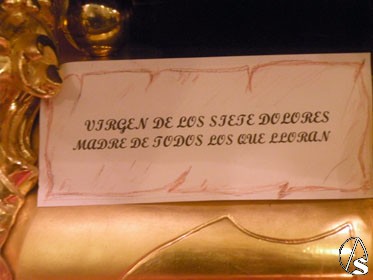 VIRGEN DE LOS SIETE DOLORES
MADRE DE TODOS LOS QUE LLORAN